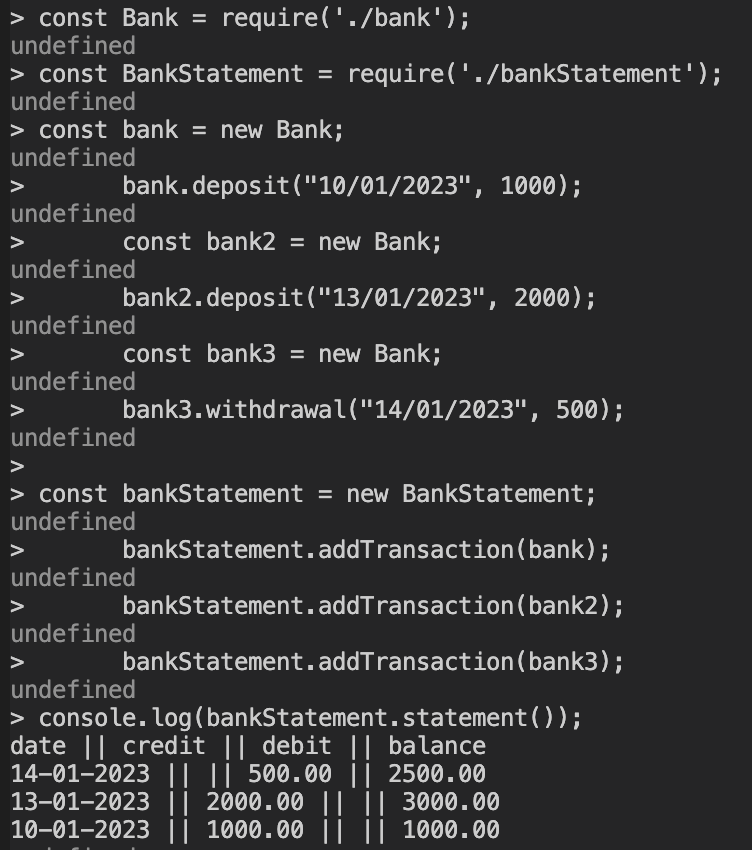 > const Bank = require('./bank');
undefined
> const BankStatement = require('./bankStatement');
undefined
> const bank = new Bank;
undefined
>       bank.deposit("10/01/2023", 1000);
undefined
>       const bank2 = new Bank;
undefined
>       bank2.deposit("13/01/2023", 2000);
undefined
>       const bank3 = new Bank;
undefined
>       bank3.withdrawal("14/01/2023", 500);
undefined
>
> const bankStatement = new BankStatement;
undefined
>       bankStatement.addTransaction(bank);
undefined
>       bankStatement.addTransaction(bank2);
undefined
>       bankStatement.addTransaction(bank3);
undefined
> console.log(bankStatement.statement());
date || credit || debit || balance
14-01-2023 || || 500.00 || 2500.00
13-01-2023 || 2000.00 || || 3000.00
10-01-2023 || 1000.00 || || 1000.00